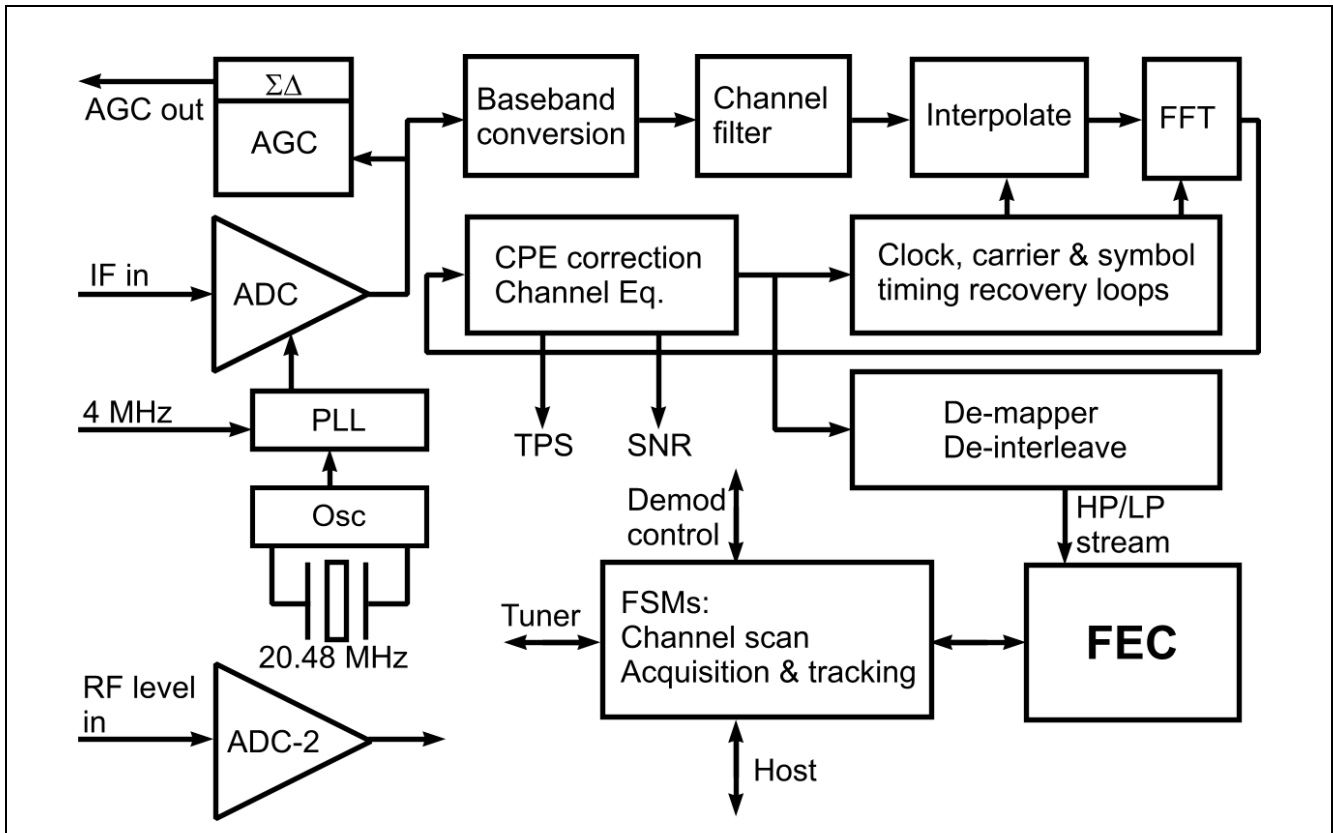 ΣΔ
AGC out
AGC
Baseband
conversion
Channel
filter
Interpolate
FFT
IF in
ADC
CPE correction
Channel Eq.
Clock, carrier & symbol
timing recovery loops
4 MHz
PLL
TPS
SNR
De-mapper
De-interleave
Osc
20.48 MHz
Demod
control
HP/LP
stream
Tuner
FSMs:
Channel scan
Acquisition & tracking
FEC
RF level
in
ADC-2
Host